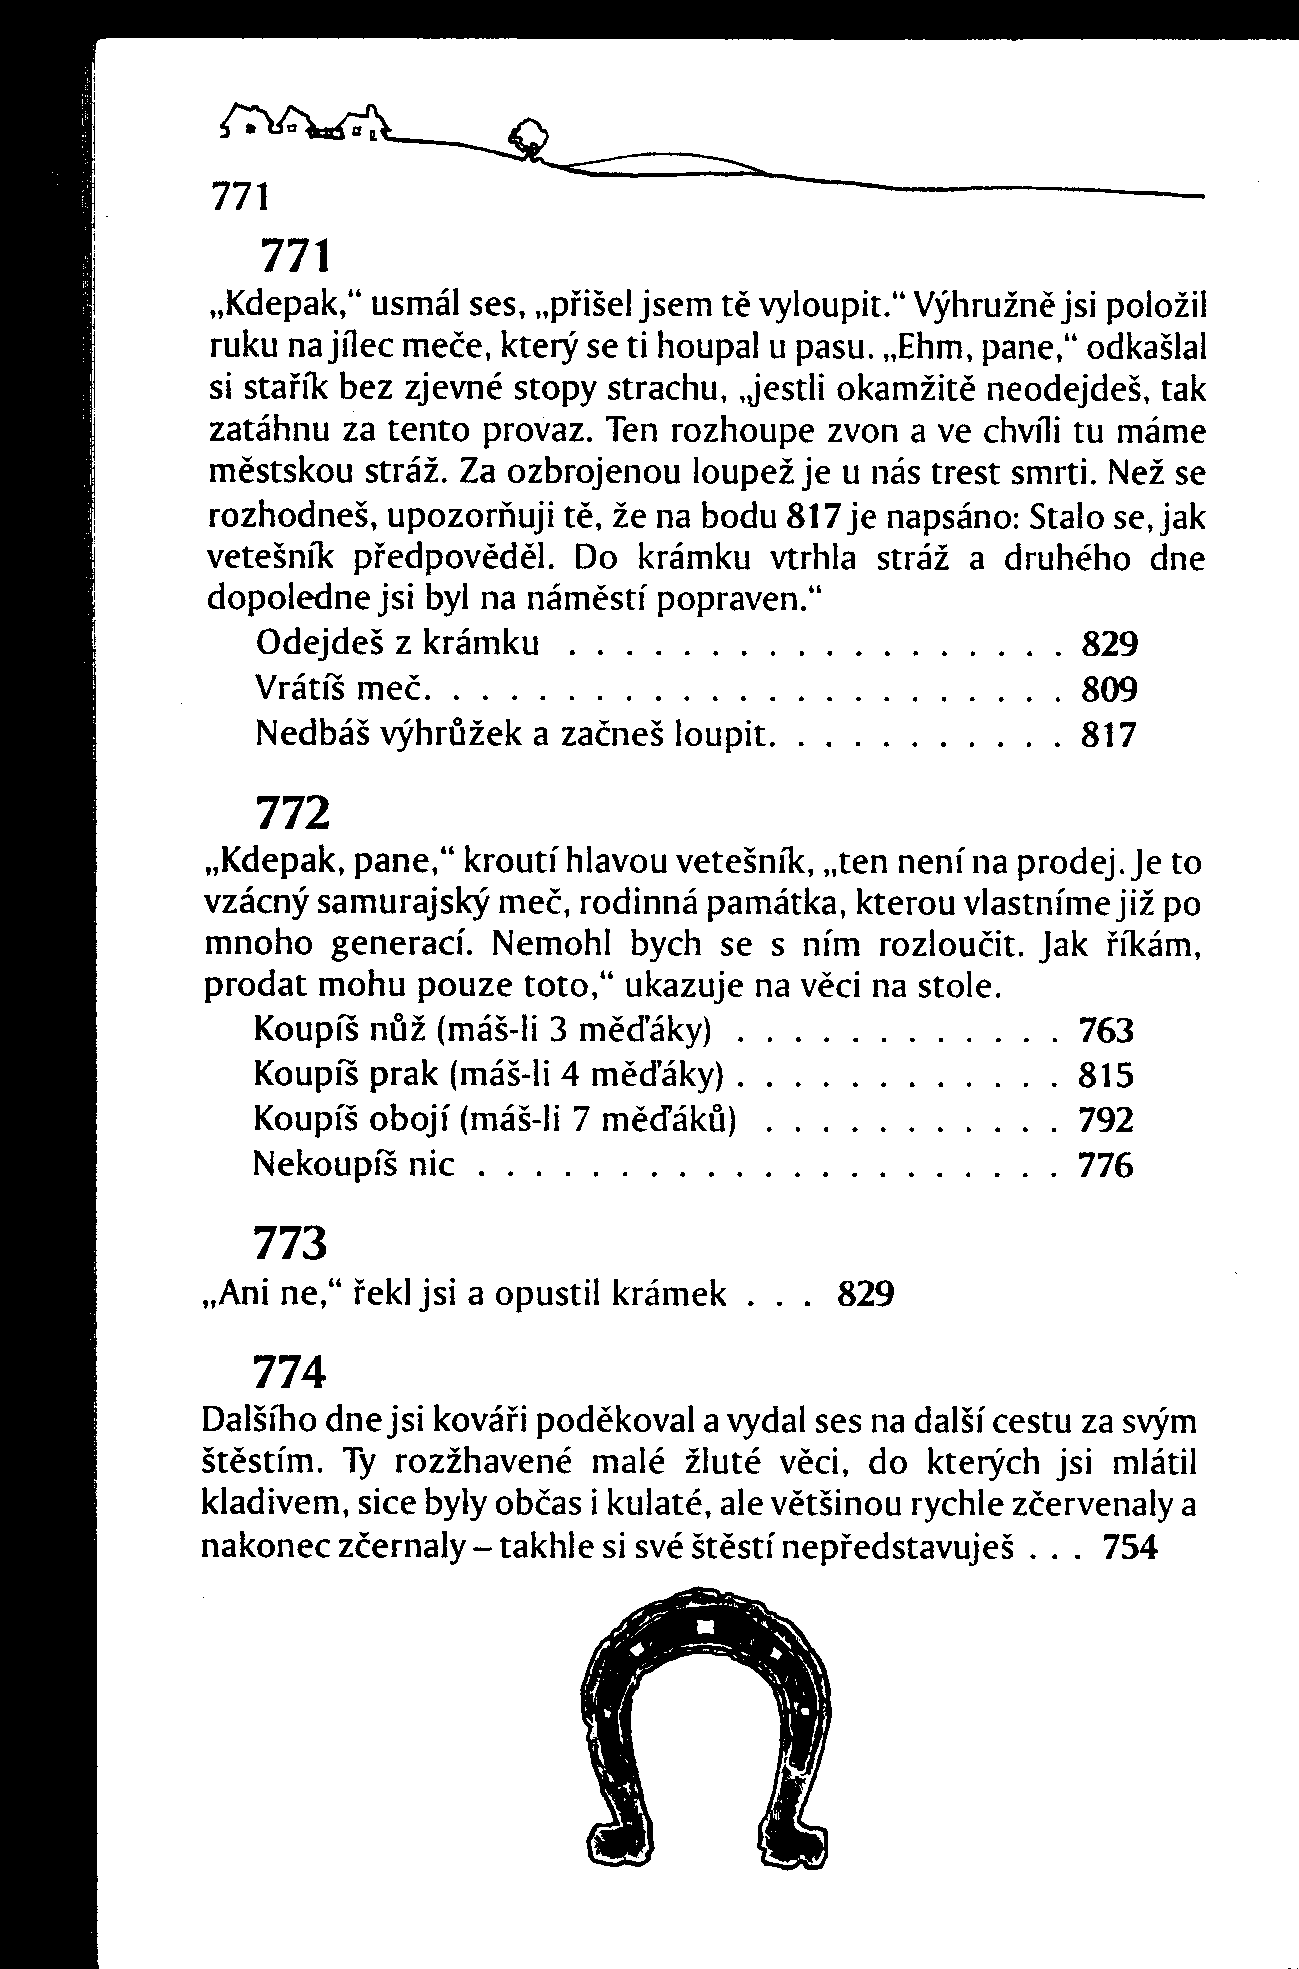 771
771
„Kdepak,“ usmál ses, „přišel jsem tě vyloupit.“ Výhružně jsi položil
ruku na jílec meče, který se ti houpal u pasu. „Ehm, pane,“ odkašlal
si stařík bez zjevné stopy strachu, „jestli okamžitě neodejdeš, tak
zatáhnu za tento provaz. Ten rozhoupe zvon a ve chvíli tu máme
městskou stráž. Za ozbrojenou loupež je u nás trest smrti. Než se
rozhodneš, upozorňuji tě, že na bodu 817 je napsáno: Stalo se, jak
vetešník předpověděl. Do krámku vtrhla stráž a druhého dne
dopoledne jsi byl na náměstí popraven.“
Odejdeš z krámku . . . . . . . . . . . . . . . . . . 829
Vrátíš meč. . . . . . . . . . . . . . . . . . . . . . . 809
Nedbáš výhrůžek a začneš loupit. . . . . . . . . . . 817
772
„Kdepak, pane,“ kroutí hlavou vetešník, „ten není na prodej. Je to
vzácný samurajský meč, rodinná památka, kterou vlastníme již po
mnoho generací. Nemohl bych se s ním rozloučit. Jak říkám,
prodat mohu pouze toto,“ ukazuje na věci na stole.
Koupíš nůž (máš-li 3 měďáky) . . . . . . . . . . . . 763
Koupíš prak (máš-li 4 měďáky) . . . . . . . . . . . . 815
Koupíš obojí (máš-li 7 měďáků) . . . . . . . . . . . 792
Nekoupíš nic . . . . . . . . . . . . . . . . . . . . . 776
773
„Ani ne,“ řekl jsi a opustil krámek . . . 829
774
Dalšího dne jsi kováři poděkoval a vydal ses na další cestu za svým
štěstím. Ty rozžhavené malé žluté věci, do kterých jsi mlátil
kladivem, sice byly občas i kulaté, ale většinou rychle zčervenaly a
nakonec zčernaly – takhle si své štěstí nepředstavuješ . . . 754